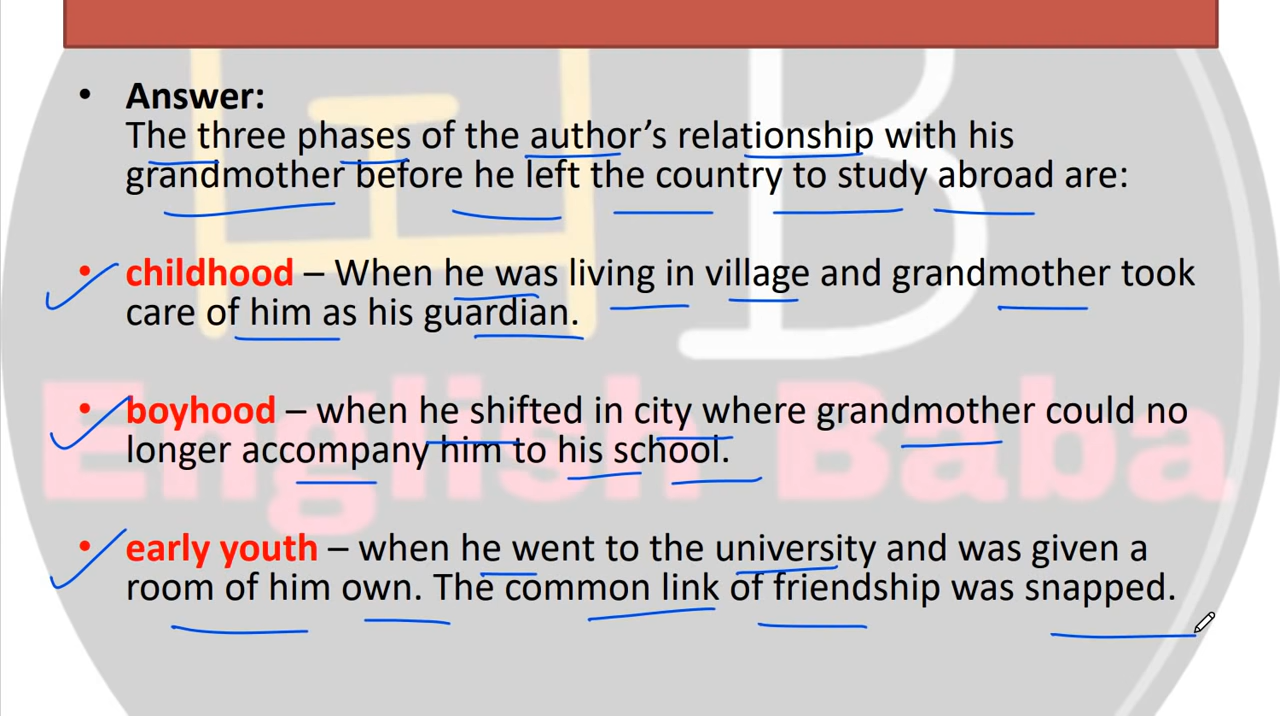 • Answer:
The three phases of the author’s relationship with his
grandmother before he left the country to study abroad are:
• childhood – When he was living in village and grandmother took
care of him as his guardian.
• boyhood – when he shifted in city where grandmother could no
longer accompany him to his school.
• early youth – when he went to the university and was given a
room of him own. The common link of friendship was snapped.
E B
English Baba